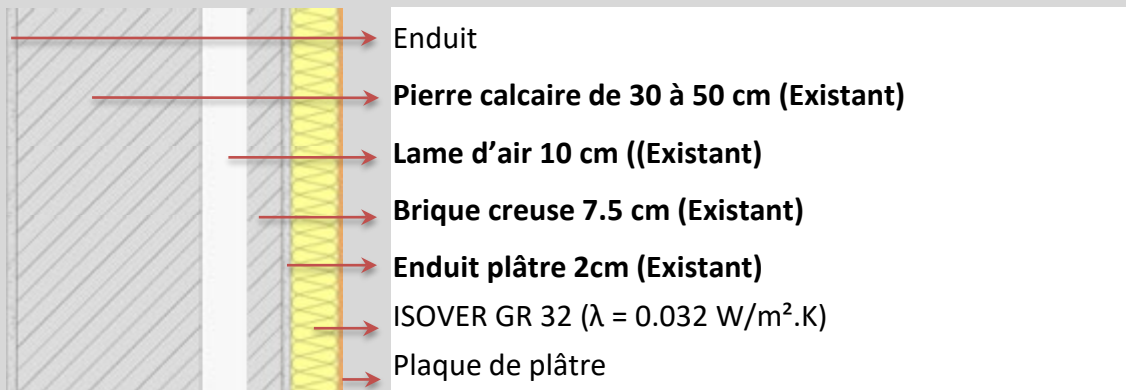 Enduit
Pierre calcaire de 30 à 50 cm (Existant)
Lame d’air 10 cm ((Existant)
Brique creuse 7.5 cm (Existant)
Enduit plâtre 2cm (Existant)
ISOVER GR 32 (λ = 0.032 W/m².K)
Plaque de plâtre